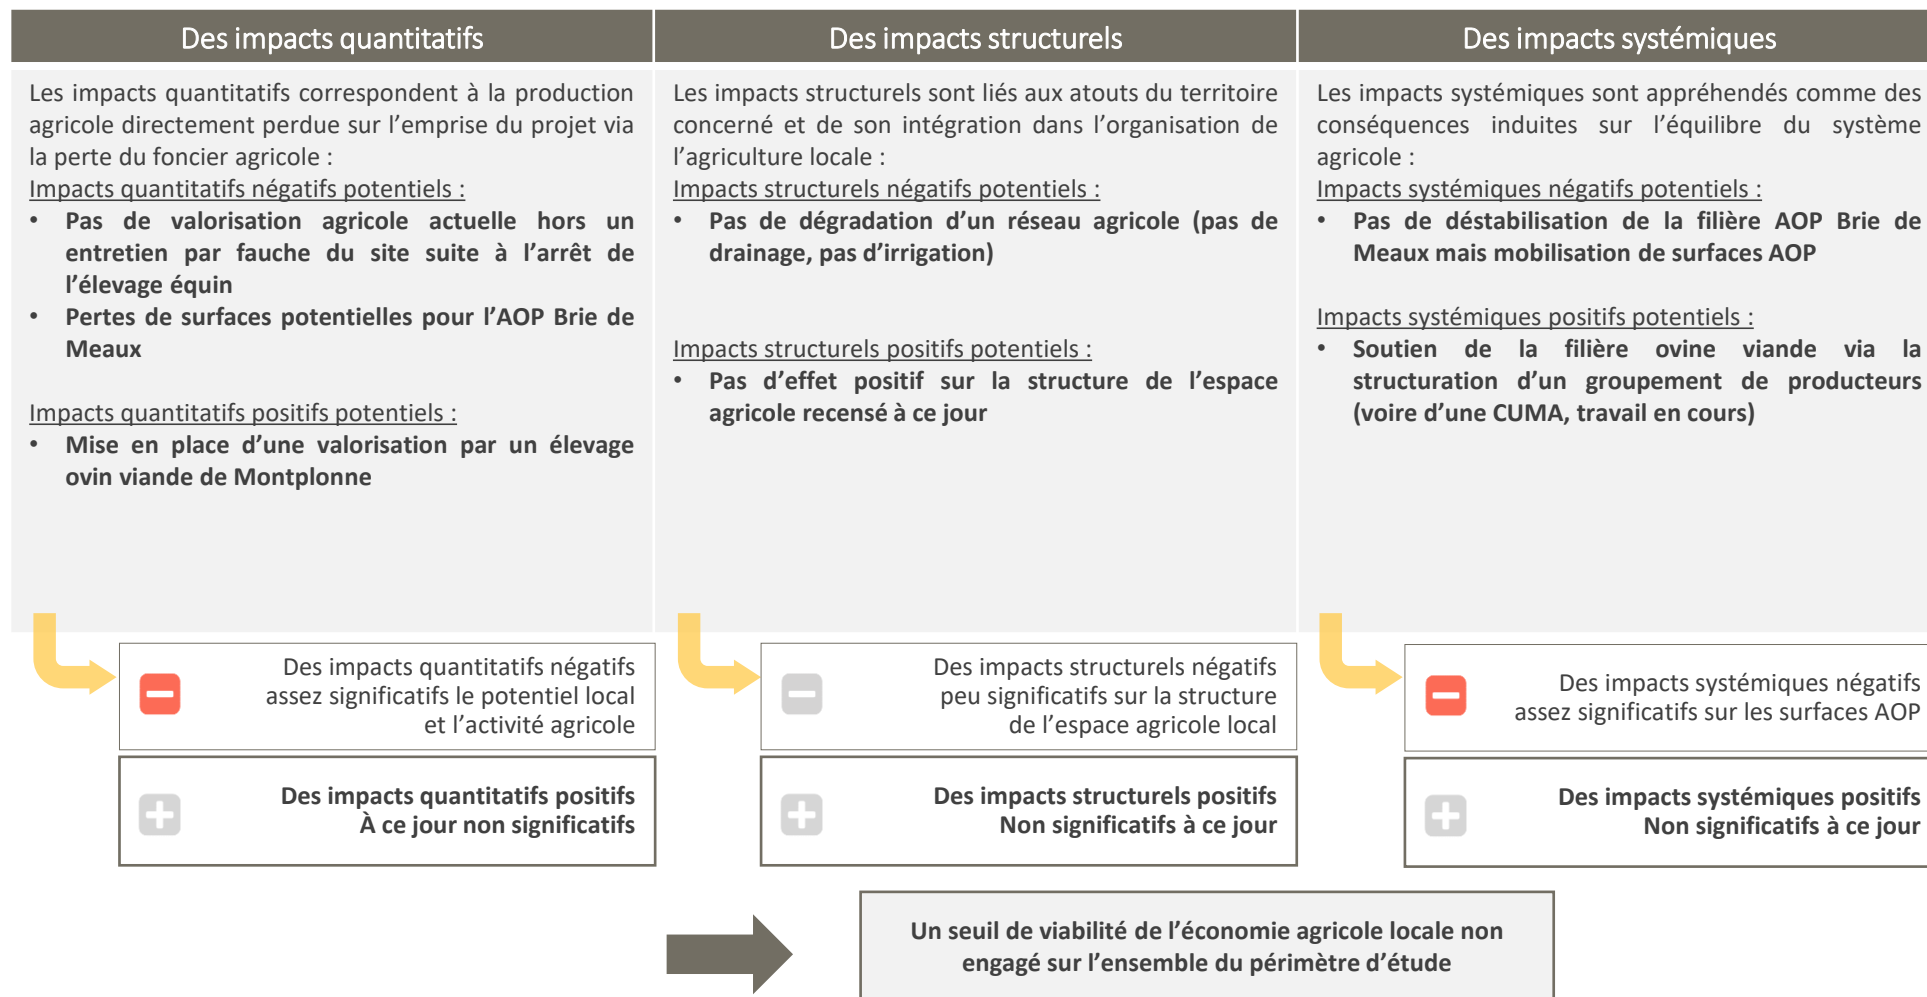 Des impacts quantitatifs
Les impacts quantitatifs correspondent à la production
agricole directement perdue sur l’emprise du projet via
la perte du foncier agricole :
Impacts quantitatifs négatifs potentiels :
• Pas de valorisation agricole actuelle hors un
entretien par fauche du site suite à l’arrêt de
l’élevage équin
• Pertes de surfaces potentielles pour l’AOP Brie de
Meaux
Impacts quantitatifs positifs potentiels :
• Mise en place d’une valorisation par un élevage
ovin viande de Montplonne
Des impacts quantitatifs négatifs
assez significatifs le potentiel local
et l’activité agricole
Des impacts quantitatifs positifs
À ce jour non significatifs
Des impacts structurels
Les impacts structurels sont liés aux atouts du territoire
concerné et de son intégration dans l’organisation de
l’agriculture locale :
Impacts structurels négatifs potentiels :
• Pas de dégradation d’un réseau agricole (pas de
drainage, pas d’irrigation)
Impacts structurels positifs potentiels :
• Pas d’effet positif sur la structure de l’espace
agricole recensé à ce jour
Des impacts structurels négatifs
peu significatifs sur la structure
de l’espace agricole local
Des impacts structurels positifs
Non significatifs à ce jour
Des impacts systémiques
Les impacts systémiques sont appréhendés comme des
conséquences induites sur l’équilibre du système
agricole :
Impacts systémiques négatifs potentiels :
• Pas de déstabilisation de la filière AOP Brie de
Meaux mais mobilisation de surfaces AOP
Impacts systémiques positifs potentiels :
• Soutien de la filière ovine viande via la
structuration d’un groupement de producteurs
(voire d’une CUMA, travail en cours)
Des impacts systémiques négatifs
assez significatifs sur les surfaces AOP
Des impacts systémiques positifs
Non significatifs à ce jour
Un seuil de viabilité de l’économie agricole locale non
engagé sur l’ensemble du périmètre d’étude